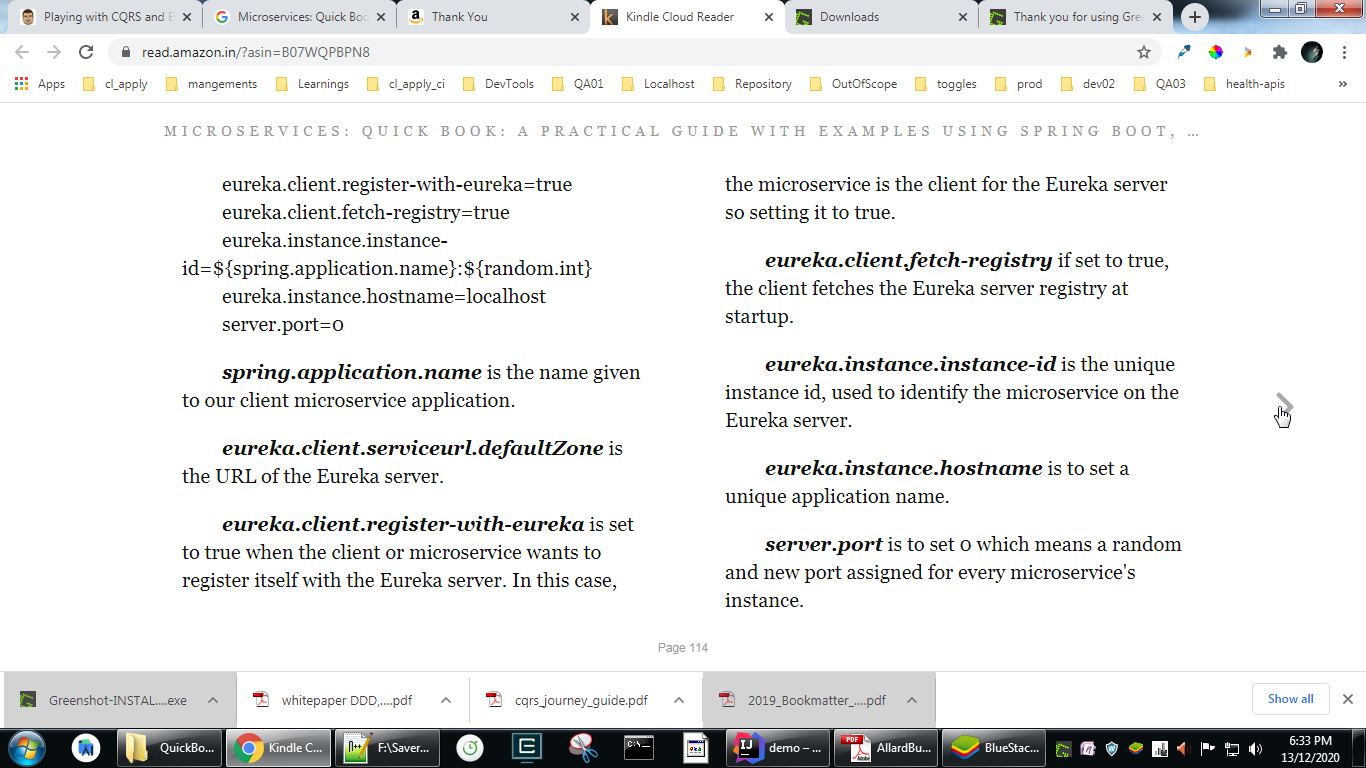 Playing with CQRS and E
Microservices: Quick Boo
Thank You
Kindle Cloud Reader
Downloads
Thank you for using Gre
read.amazon.in/?asin=B07WQPBPN8
Apps
cl_apply
mangements
Learnings
cl_apply_ci
DevTools
QA01
Localhost
Repository
OutOfScope
toggles
prod
dev02
QA03
health-apis
»
MICROSERVICES: QUICK BOOK: A PRACTICAL GUIDE WITH EXAMPLES USING SPRING BOOT, …
eureka.client.register-with-eureka=true
eureka.client.fetch-registry=true
eureka.instance.instance-
id=${spring.application.name}:${random.int}
eureka.instance.hostname=localhost
server.port=0
spring.application.name is the name given
to our client microservice application.
eureka.client.serviceurl.defaultZone is
the URL of the Eureka server.
eureka.client.register-with-eureka is set
to true when the client or microservice wants to
register itself with the Eureka server. In this case,
the microservice is the client for the Eureka server
so setting it to true.
eureka.client.fetch-registry if set to true,
the client fetches the Eureka server registry at
startup.
eureka.instance.instance-id is the unique
instance id, used to identify the microservice on the
Eureka server.
eureka.instance.hostname is to set a
unique application name.
server.port is to set 0 which means a random
and new port assigned for every microservice's
instance.
Page 114
Greenshot-INSTAL....exe
whitepaper DDD,....pdf
cqrs_journey_guide.pdf
2019_Bookmatter_....pdf
Show all
QuickBo...
Kindle C...
F:\Saver...
demo – ...
AllardBu...
BlueStac...
6:33 PM
13/12/2020